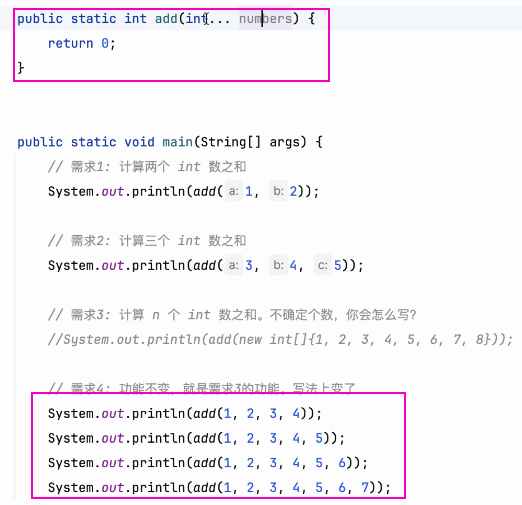 public static int add(int... numbers) {
return 0;
}
public static void main(String[] args) {
// 需求1: 计算两个 int 数之和
System.out.println(add( a: 1, b: 2));
// 需求2: 计算三个 int 数之和
System.out.println(add( a: 3, b: 4, c: 5));
// 需求3: 计算 n 个 int 数之和。不确定个数，你会怎么写？
//System.out.println(add(new int[]{1, 2, 3, 4, 5, 6, 7, 8}));
// 需求4: 功能不变，就是需求3的功能。写法上变了
System.out.println(add(1, 2, 3, 4));
System.out.println(add(1, 2, 3, 4, 5));
System.out.println(add(1, 2, 3, 4, 5, 6));
System.out.println(add(1, 2, 3, 4, 5, 6, 7));